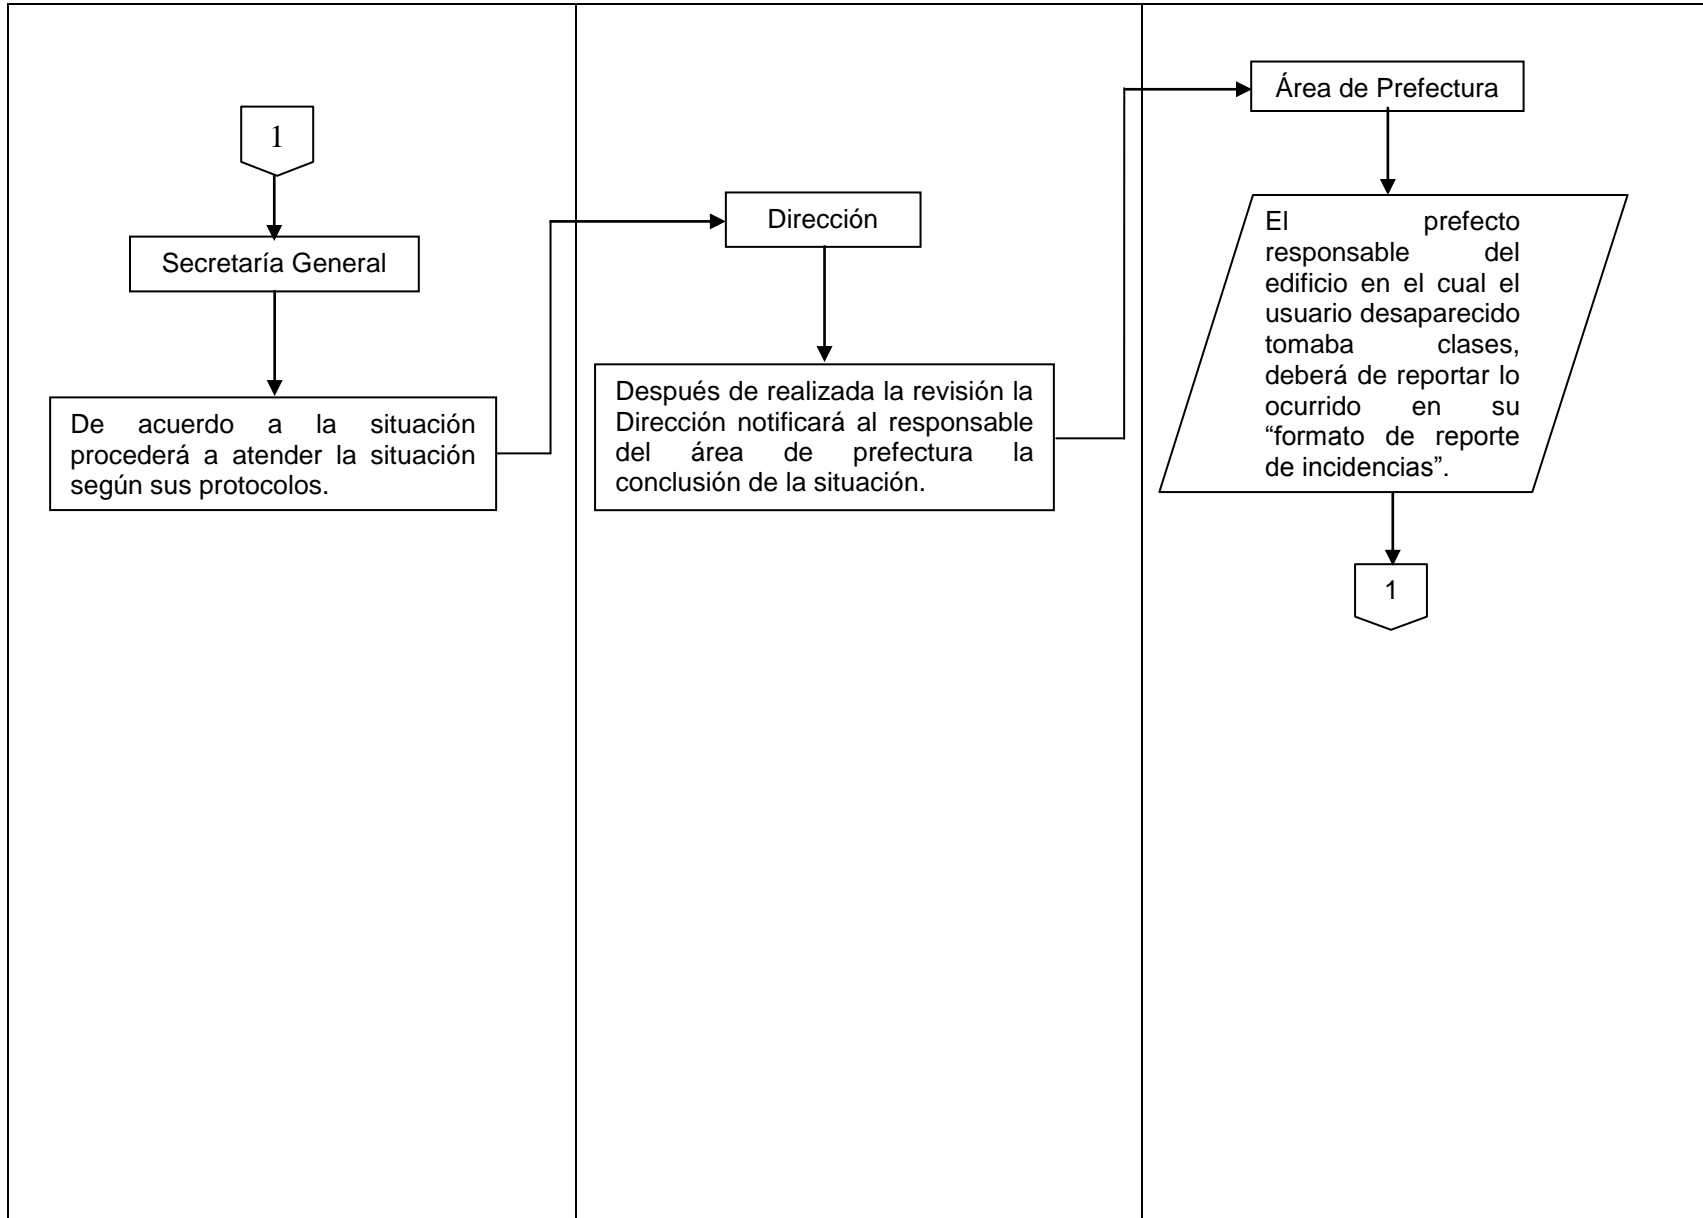 1
Secretaría General
De acuerdo a la situación
procederá a atender la situación
según sus protocolos.
Dirección
Después de realizada la revisión la
Dirección notificará al responsable
del área de prefectura la
conclusión de la situación.
Área de Prefectura
El prefecto
responsable del
edificio en el cual el
usuario desaparecido
tomaba clases,
deberá de reportar lo
ocurrido en su
“formato de reporte
de incidencias”.
1